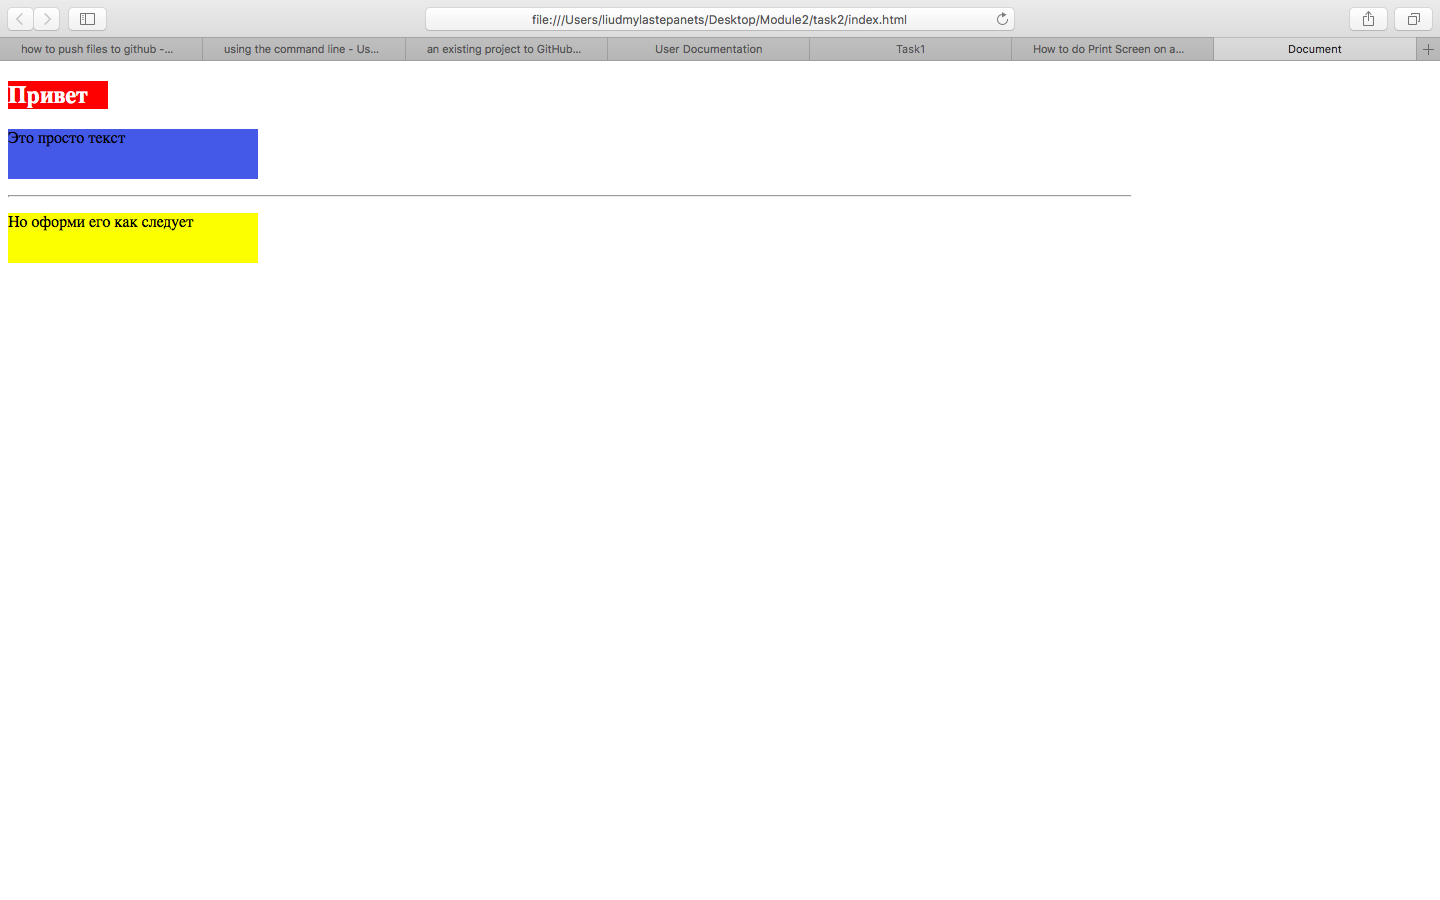 file:///Users/liudmylastepanets/Desktop/Module2/task2/index.html
how to push files to github -...
using the command line - Us...
an existing project to GitHub...
User Documentation
Task1
How to do Print Screen on a...
Document
Привет
Это просто текст
Но оформи его как следует